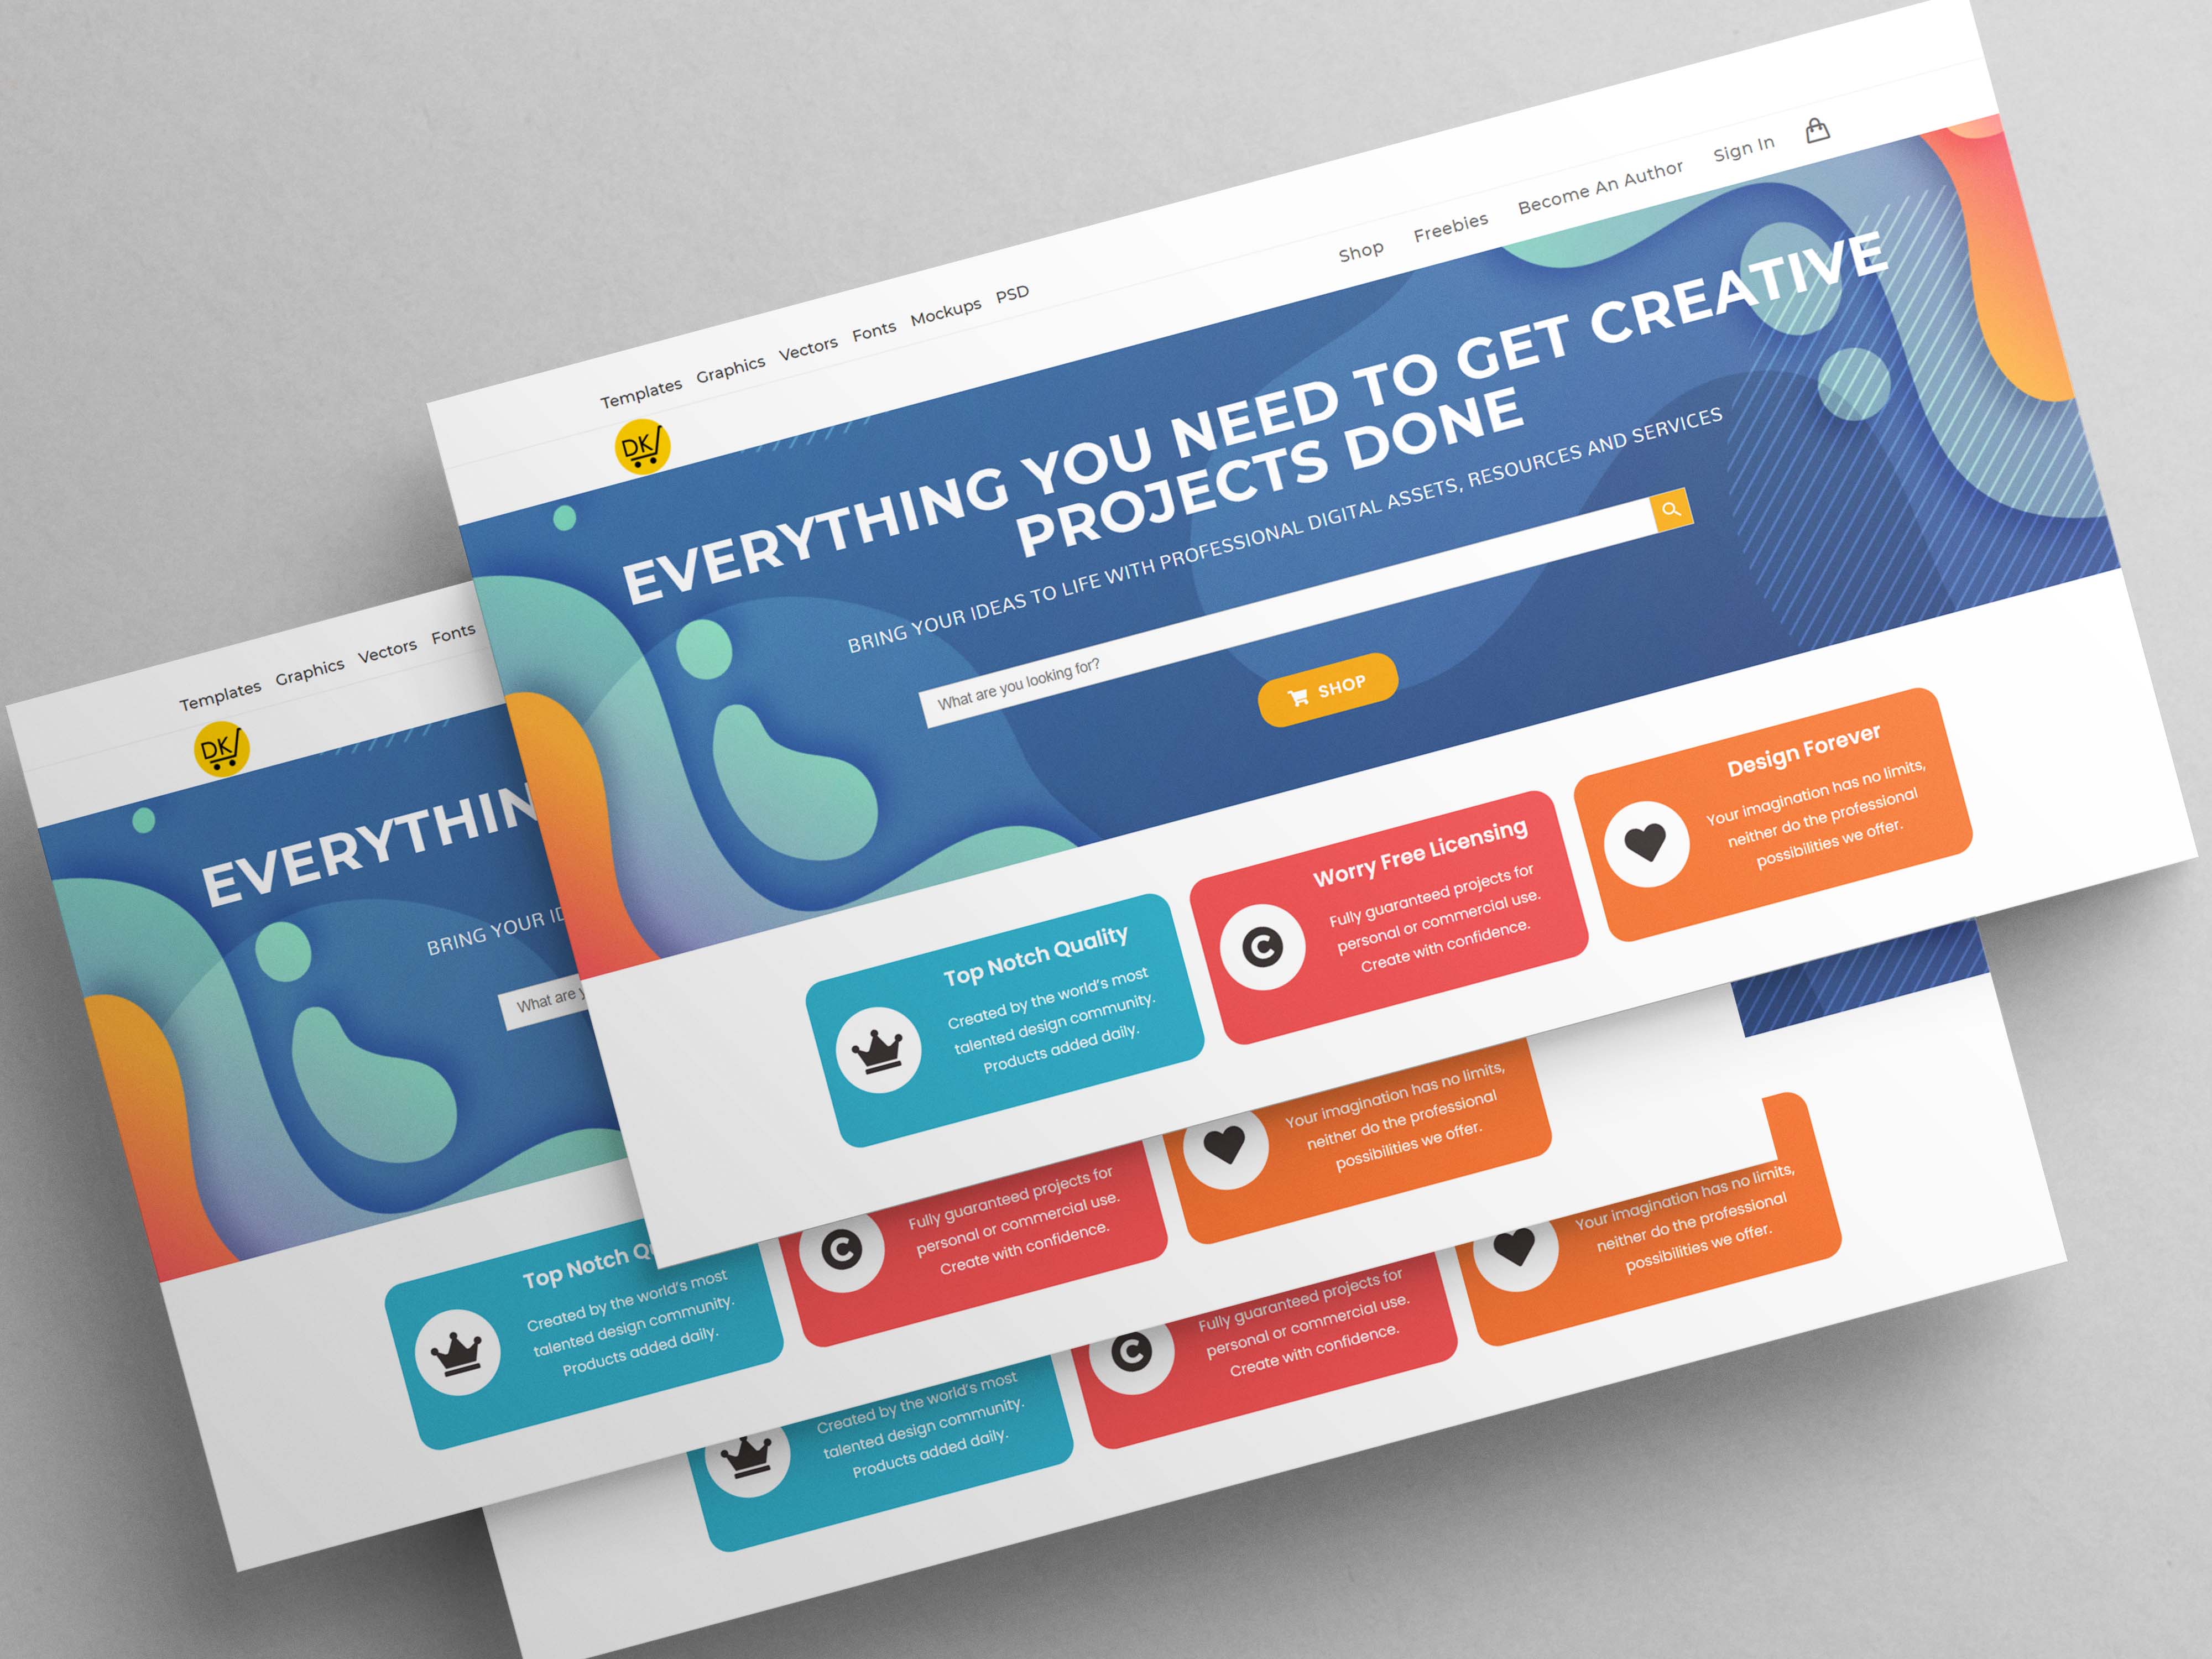 Templates Graphics Vectors Fonts Mockups PSD
DK
Shop Freebies Become An Author Sign In
EVERYTHING YOU NEED TO GET CREATIVE
PROJECTS DONE
BRING YOUR IDEAS TO LIFE WITH PROFESSIONAL DIGITAL ASSETS, RESOURCES AND SERVICES
What are you looking for?
SHOP
Top Notch Quality
Created by the world's most
talented design community.
Products added daily.
Worry Free Licensing
Fully guaranteed projects for
personal or commercial use.
Create with confidence.
Design Forever
Your imagination has no limits,
neither do the professional
possibilities we offer.
Templates Graphics Vectors Fonts
DK
EVERYTHIN
BRING YOUR
What are
Top Notch
Created by the world's most
talented design community.
Products added daily.
Fully guaranteed projects for
personal or commercial use.
Create with confidence.
Your imagination has no limits,
neither do the professional
possibilities we offer.
Created by the world's most
talented design community.
Products added daily.
Fully guaranteed projects for
personal or commercial use.
Create with confidence.
Your imagination has no limits,
neither do the professional
possibilities we offer.